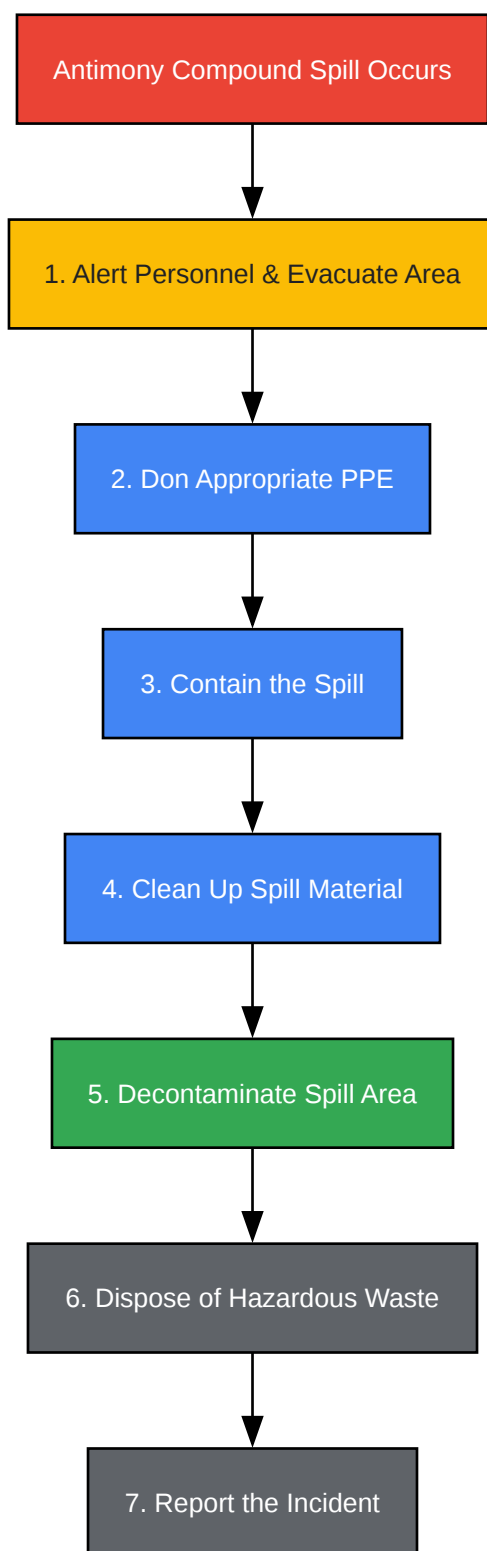 Antimony Compound Spill Occurs
1. Alert Personnel & Evacuate Area
2. Don Appropriate PPE
3. Contain the Spill
4. Clean Up Spill Material
5. Decontaminate Spill Area
6. Dispose of Hazardous Waste
7. Report the Incident